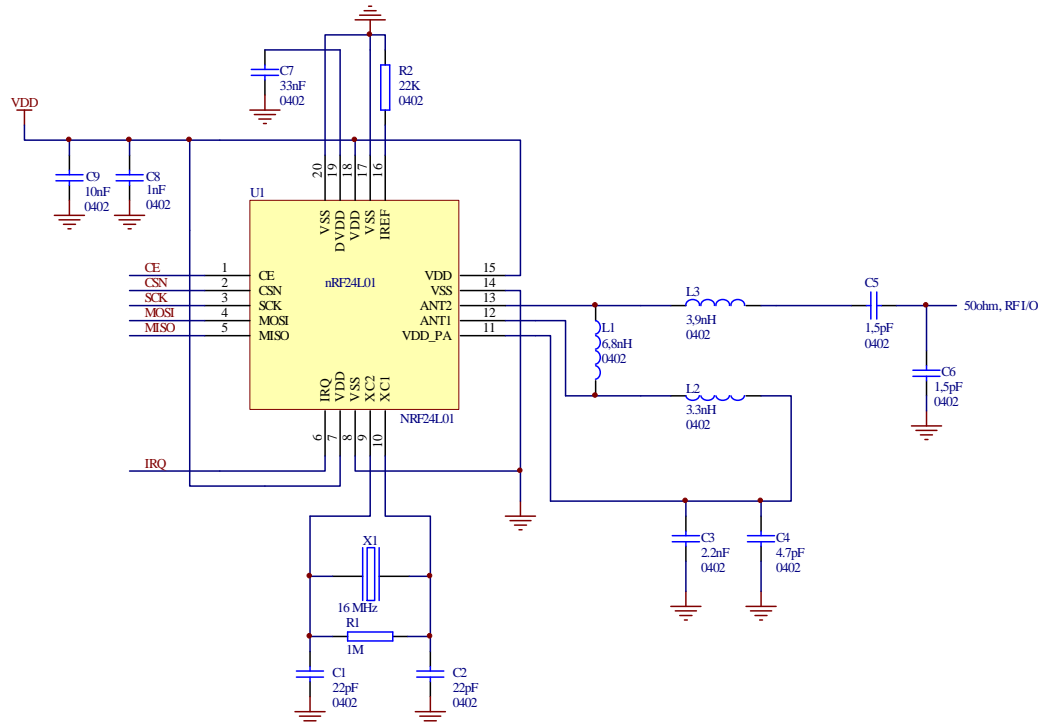 C7
33nF
0402
R2
22K
0402
VDD
C9
10nF
0402
C8
1nF
0402
20
19
18
17
16
U1
VSS
DVDD
VDD
VSS
IREF
nRF24L01
CE
1
CE
CSN
2
CSN
SCK
3
SCK
MOSI
4
MOSI
MISO
5
MISO
VDD
15
VSS
14
ANT2
13
ANT1
12
VDD_PA
11
L3
3,9nH
0402
C5
1,5pF
0402
50ohm, RF I/O
L1
6,8nH
0402
C6
1,5pF
0402
L2
3.3nH
0402
IRQ
VDD
VSS
XC2
XC1
NRF24L01
6
7
8
9
10
IRQ
C3
2.2nF
0402
C4
4.7pF
0402
X1
16 MHz
R1
1M
C1
22pF
0402
C2
22pF
0402